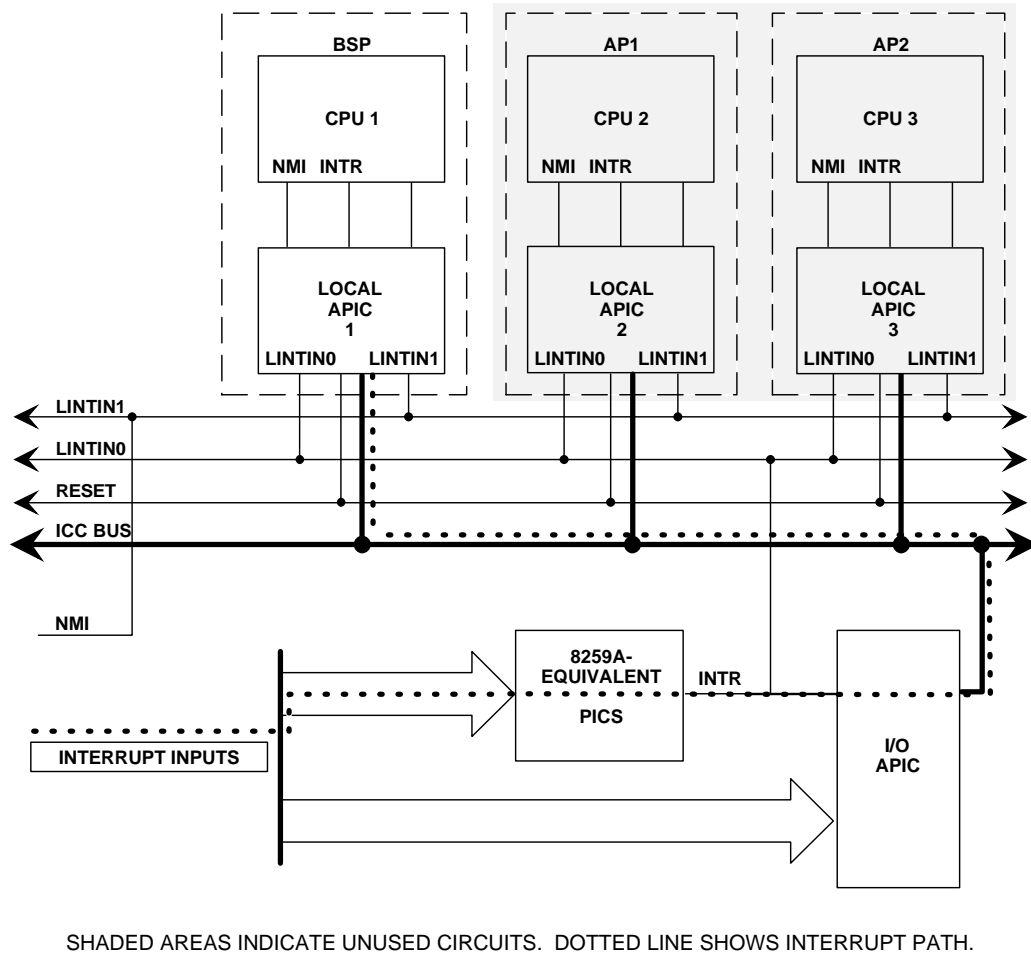 BSP
AP1
AP2
CPU 1
CPU 2
CPU 3
NMI INTR
NMI INTR
NMI INTR
LOCAL
APIC
1
LOCAL
APIC
2
LOCAL
APIC
3
LINTIN0 LINTIN1
LINTIN0 LINTIN1
LINTIN0 LINTIN1
LINTIN1
LINTIN0
RESET
ICC BUS
NMI
8259A-
EQUIVALENT
PICS
INTR
INTERRUPT INPUTS
I/O
APIC
SHADED AREAS INDICATE UNUSED CIRCUITS. DOTTED LINE SHOWS INTERRUPT PATH.